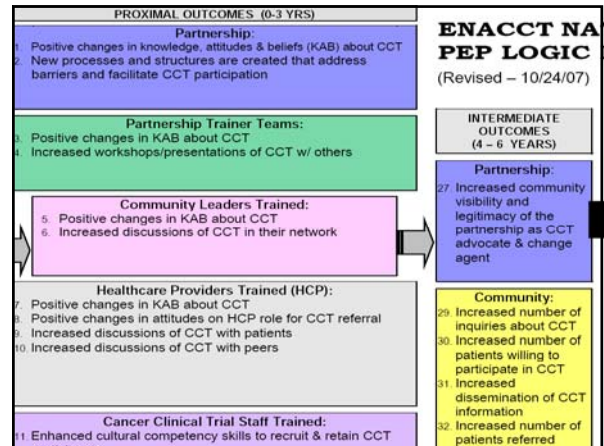 PROXIMAL OUTCOMES (0-3 YRS)
Partnership:
1. Positive changes in knowledge, attitudes & beliefs (KAB) about CCT
2. New processes and structures are created that address
barriers and facilitate CCT participation
Partnership Trainer Teams:
3. Positive changes in KAB about CCT
4. Increased workshops/presentations of CCT w/ others
Community Leaders Trained:
5. Positive changes in KAB about CCT
6. Increased discussions of CCT in their network
Healthcare Providers Trained (HCP):
7. Positive changes in KAB about CCT
8. Positive changes in attitudes on HCP role for CCT referral
9. Increased discussions of CCT with patients
10. Increased discussions of CCT with peers
Cancer Clinical Trial Staff Trained:
11. Enhanced cultural competency skills to recruit & retain CCT
ENACCT NA
PEP LOGIC
(Revised – 10/24/07)
INTERMEDIATE
OUTCOMES
(4 – 6 YEARS)
Partnership:
27. Increased community
visibility and
legitimacy of the
partnership as CCT
advocate & change
agent
Community:
29. Increased number of
inquiries about CCT
30. Increased number of
patients willing to
participate in CCT
31. Increased
dissemination of CCT
information
32. Increased number of
patients referred